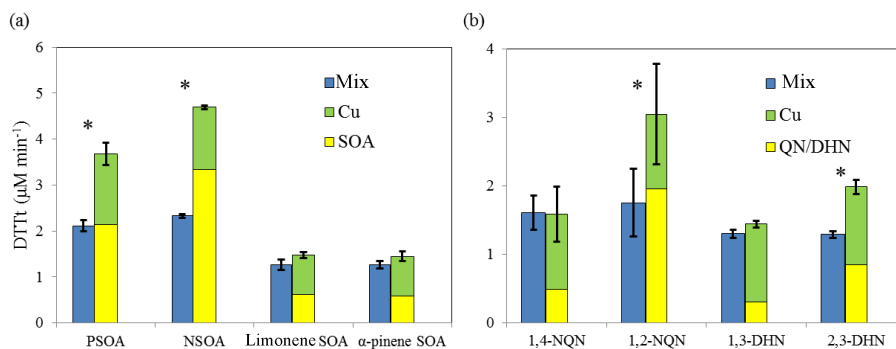 (a)
6
5
4
3
2
1
0
DTTt (μM min-1)
*
*
Mix
Cu
SOA
PSOA
NSOA
Limonene SOA
α-pinene SOA
(b)
4
3
2
1
0
*
*
Mix
Cu
QN/DHN
1,4-NQN
1,2-NQN
1,3-DHN
2,3-DHN